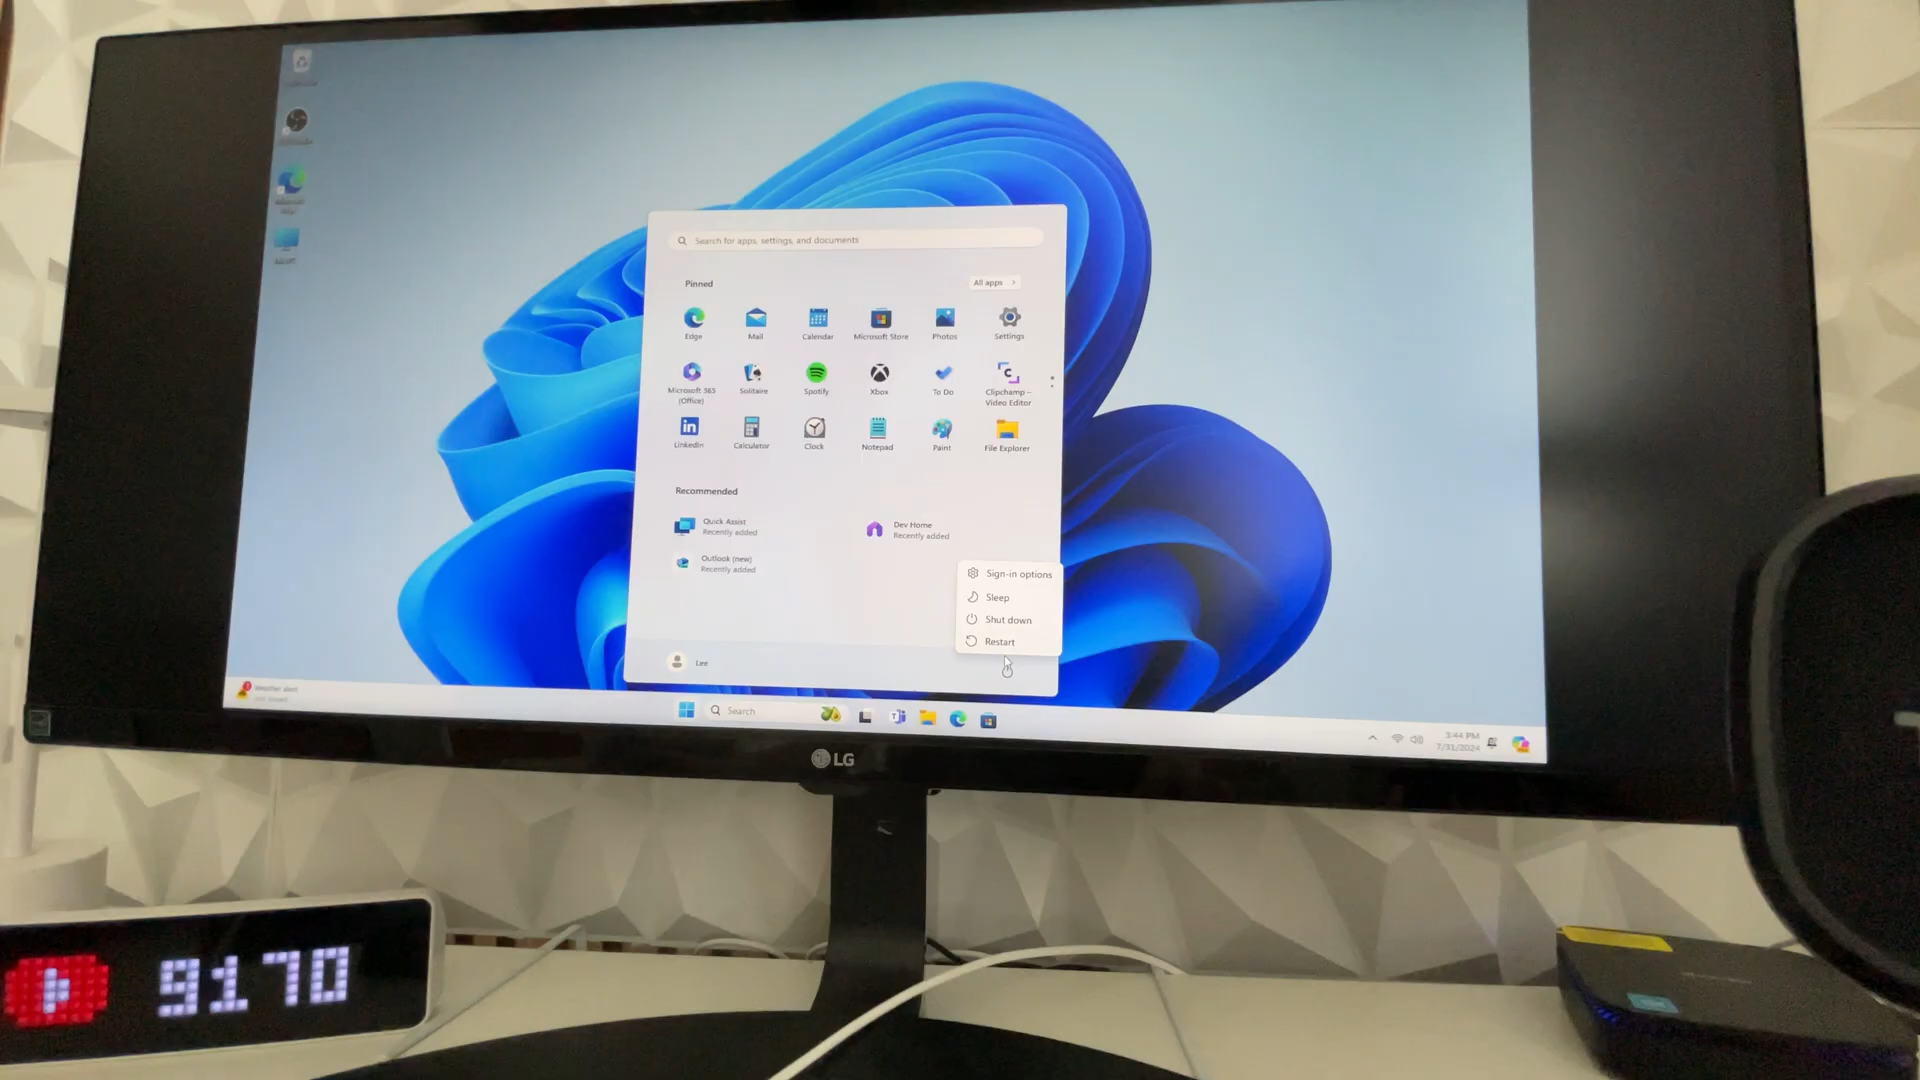 Search for apps, settings, and documents
Pinned
All apps
Edge
Mail
Calendar
Microsoft Store
Photos
Settings
Microsoft 365
(Office)
Solitaire
Spotify
Xbox
To Do
Clipchamp –
Video Editor
LinkedIn
Calculator
Clock
Notepad
Paint
File Explorer
Recommended
Quick Assist
Recently added
Dev Home
Recently added
Outlook (new)
Recently added
Sign-in options
Sleep
Shut down
Restart
Lee
Weather alert
Search
3:44 PM
7/31/2024
LG
9170